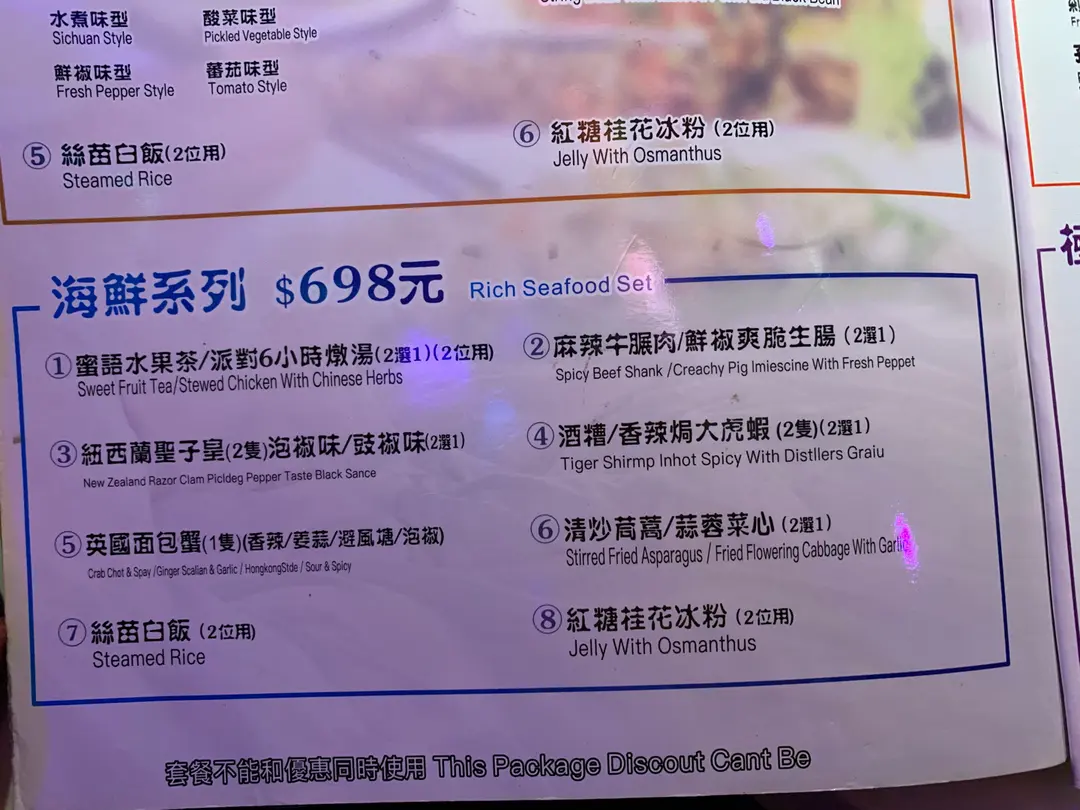 水煮味型 酸菜味型
Sichuan Style Pickled Vegetable Style
鮮椒味型 蕃茄味型
Fresh Pepper Style Tomato Style
⑤ 絲苗白飯(2位用)
Steamed Rice
⑥ 紅糖桂花冰粉 (2位用)
Jelly With Osmanthus
海鮮系列 $698元 Rich Seafood Set
① 蜜語水果茶/派對6小時燉湯(2選1)(2位用)
Sweet Fruit Tea/Stewed Chicken With Chinese Herbs
② 麻辣牛𦟌肉/鮮椒爽脆生腸 (2選1)
Spicy Beef Shank /Creachy Pig Imiescine With Fresh Peppet
③ 紐西蘭聖子皇(2隻)泡椒味/豉椒味(2選1)
New Zealand Razor Clam Picldeg Pepper Taste Black Sance
④ 酒糟/香辣焗大虎蝦 (2隻)(2選1)
Tiger Shirmp Inhot Spicy With Distllers Graiu
⑤ 英國面包蟹(1隻)(香辣/姜蒜/避風塘/泡椒)
Crab Chot & Spay /Ginger Scalian & Garlic / HongkongStde / Sour & Spicy
⑥ 清炒萵萵/蒜蓉菜心 (2選1)
Stirred Fried Asparagus / Fried Flowering Cabbage With Garlic
⑦ 絲苗白飯 (2位用)
Steamed Rice
⑧ 紅糖桂花冰粉 (2位用)
Jelly With Osmanthus
套餐不能和優惠同時使用 This Package Discout Cant Be